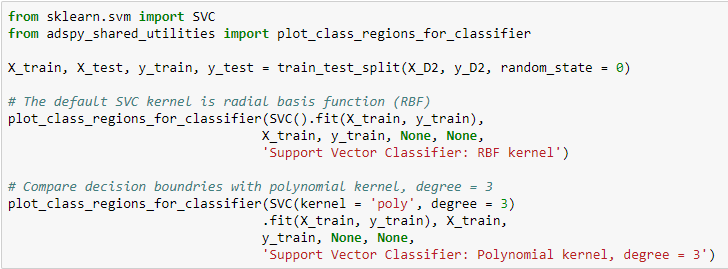 from sklearn.svm import SVC
from adspy_shared_utilities import plot_class_regions_for_classifier
X_train, X_test, y_train, y_test = train_test_split(X_D2, y_D2, random_state = 0)
# The default SVC kernel is radial basis function (RBF)
plot_class_regions_for_classifier(SVC().fit(X_train, y_train),
X_train, y_train, None, None,
'Support Vector Classifier: RBF kernel')
# Compare decision boundries with polynomial kernel, degree = 3
plot_class_regions_for_classifier(SVC(kernel = 'poly', degree = 3)
.fit(X_train, y_train), X_train,
y_train, None, None,
'Support Vector Classifier: Polynomial kernel, degree = 3')